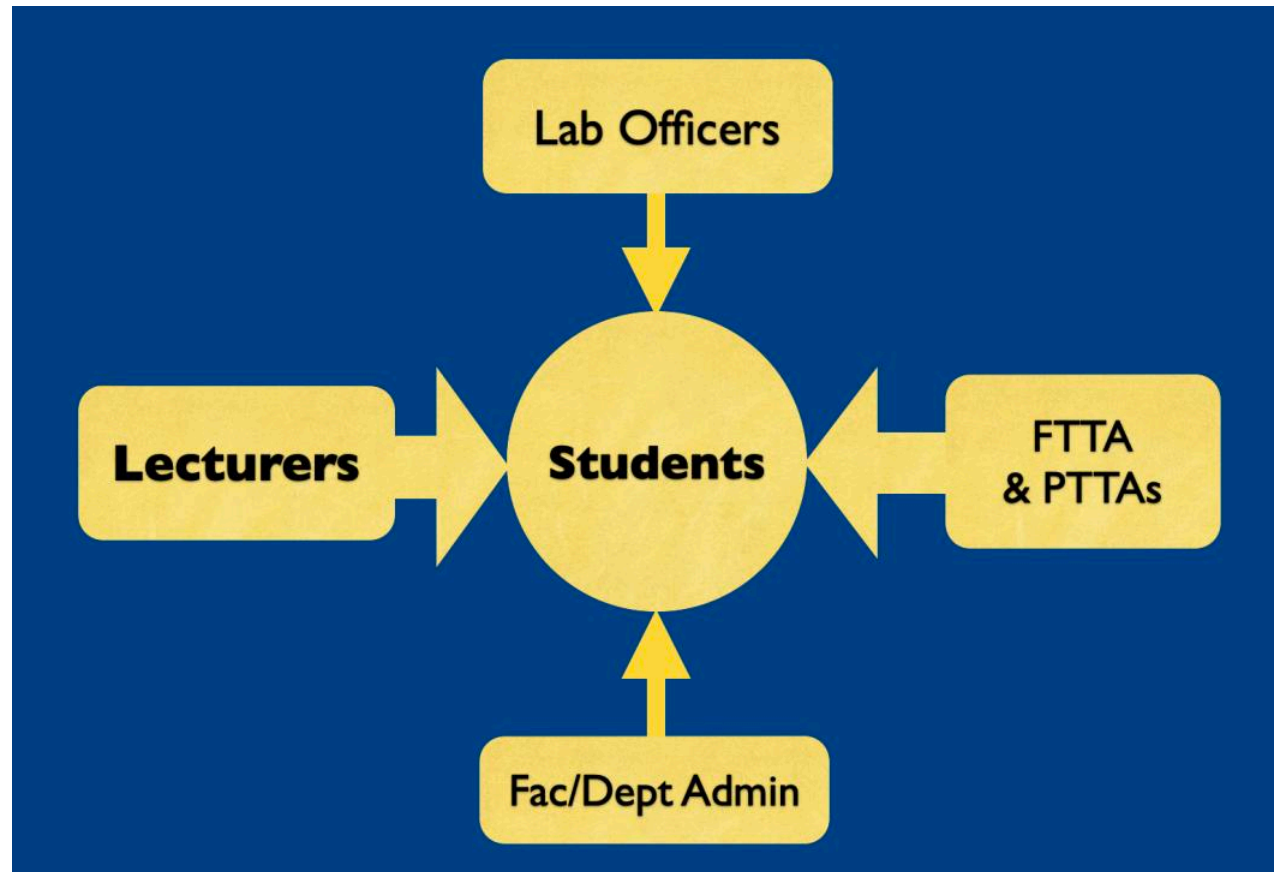 Lab Officers
Lecturers
Students
FTTA
& PTTAs
Fac/Dept Admin